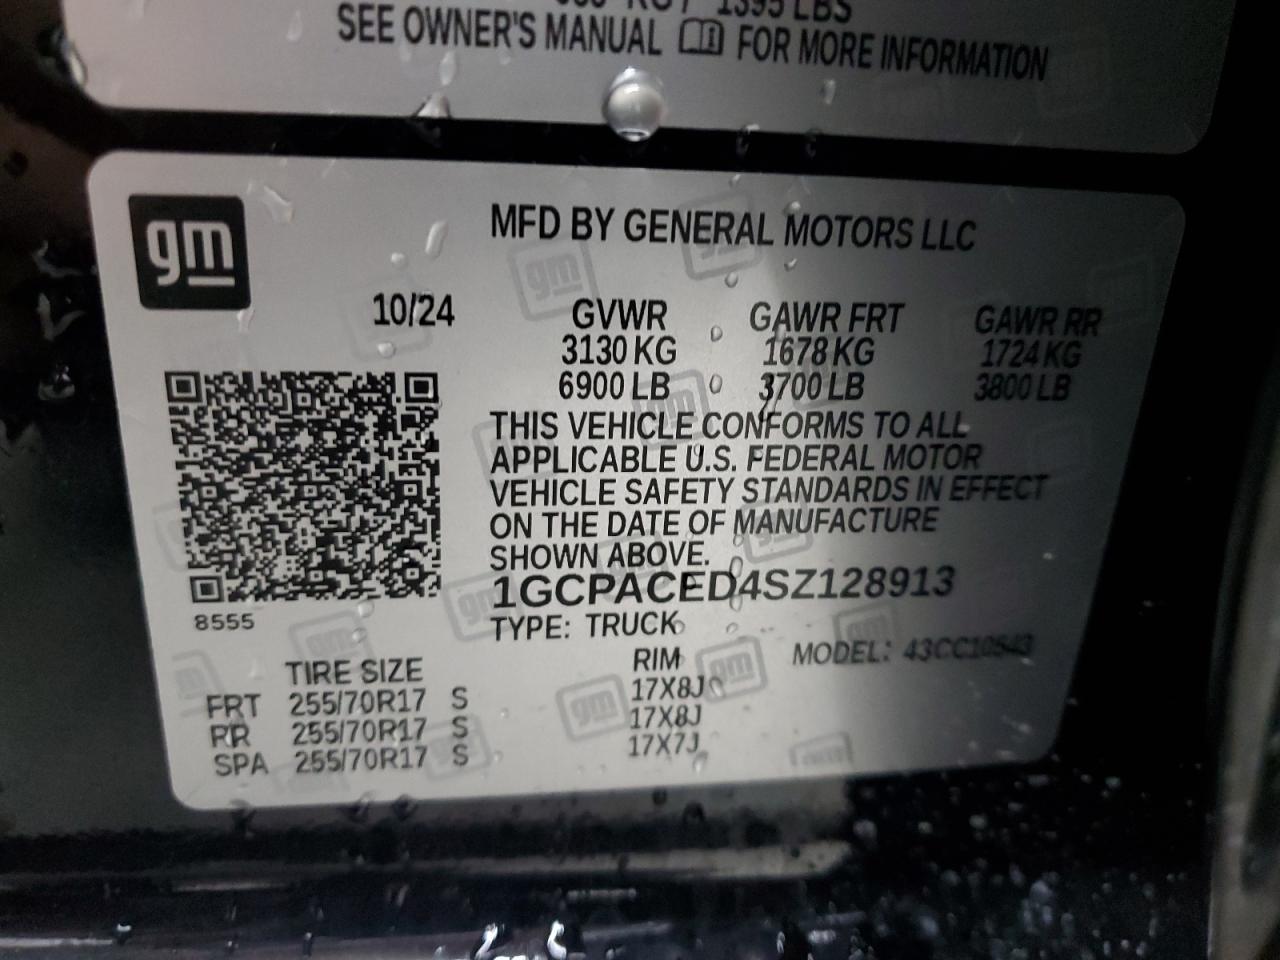 1395 LBS
SEE OWNER'S MANUAL FOR MORE INFORMATION
gm
MFD BY GENERAL MOTORS LLC
10/24 GVWR GAWR FRT GAWR RR
3130 KG 1678 KG 1724 KG
6900 LB 3700 LB 3800 LB
THIS VEHICLE CONFORMS TO ALL
APPLICABLE U.S. FEDERAL MOTOR
VEHICLE SAFETY STANDARDS IN EFFECT
ON THE DATE OF MANUFACTURE
SHOWN ABOVE.
1GCPACED4SZ128913
8555
TYPE: TRUCK
MODEL: 43CC10543
TIRE SIZE RIM
FRT 255/70R17 S 17X8J
RR 255/70R17 S 17X8J
SPA 255/70R17 S 17X7J